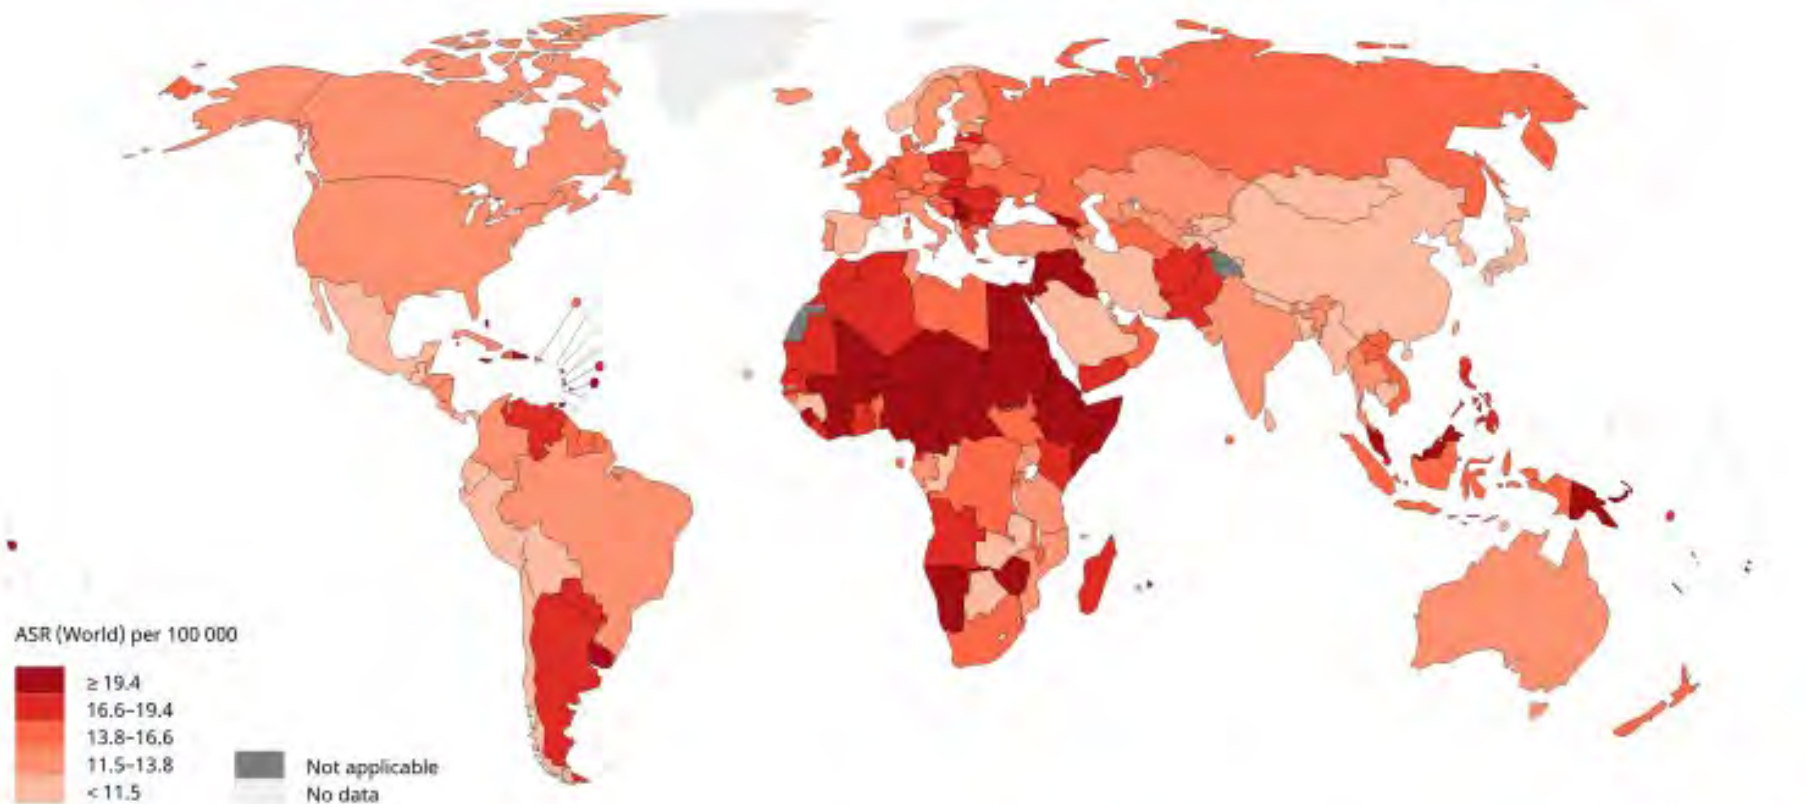 ASR (World) per 100 000
≥ 19.4
16.6–19.4
13.8–16.6
11.5–13.8
< 11.5
Not applicable
No data